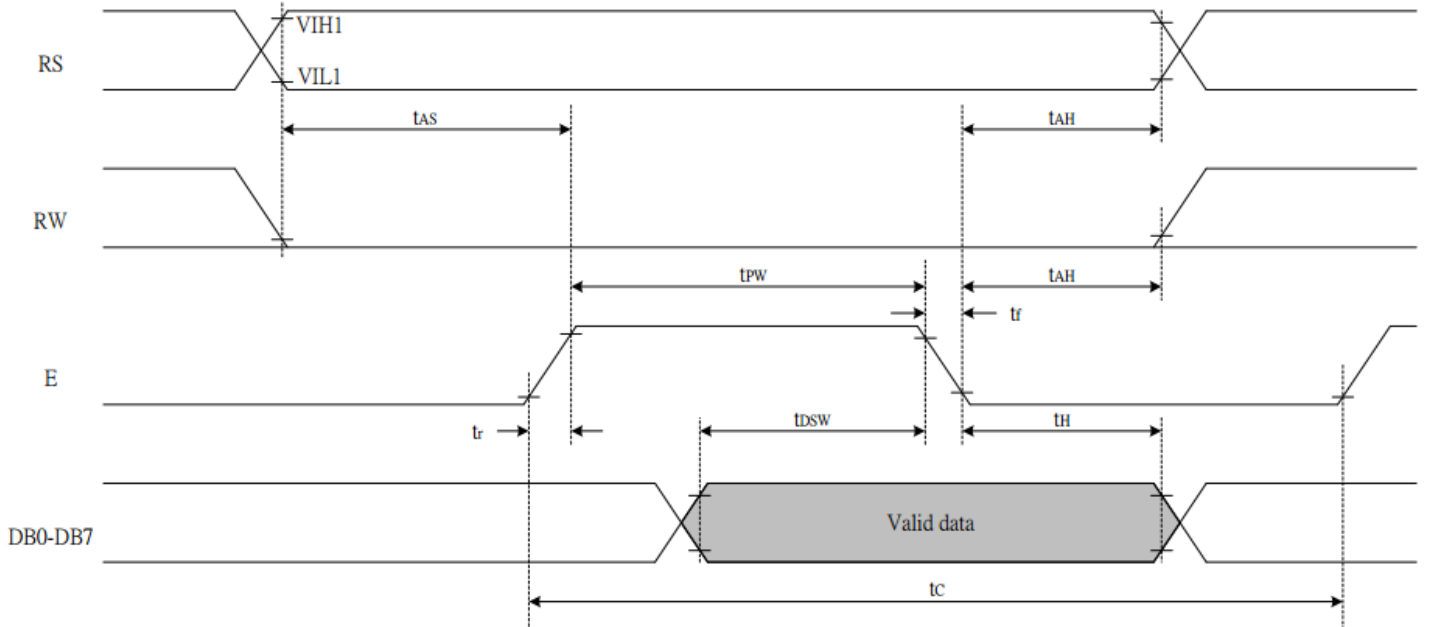 VIH1
RS
VIL1
tAS
tAH
RW
tPW
tAH
tf
E
tr
tDSW
tH
Valid data
DB0-DB7
tC